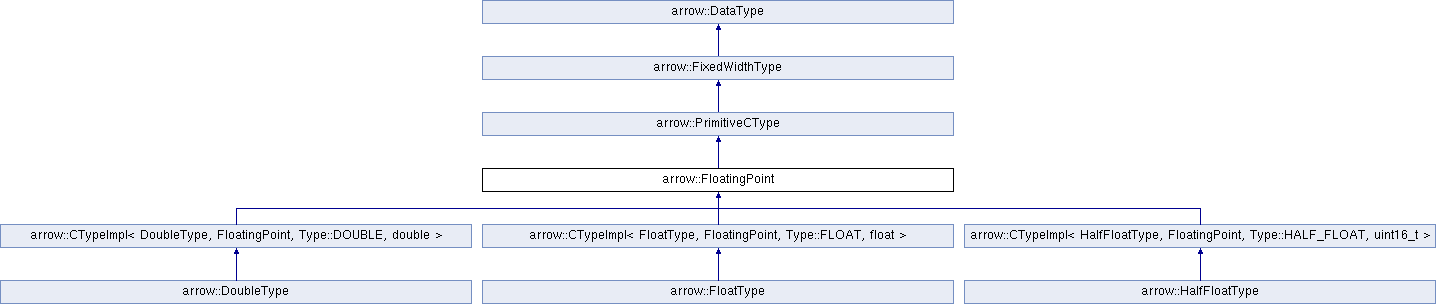 arrow::DataType
arrow::FixedWidthType
arrow::PrimitiveCType
arrow::FloatingPoint
arrow::CTypeImpl< DoubleType, FloatingPoint, Type::DOUBLE, double >
arrow::CTypeImpl< FloatType, FloatingPoint, Type::FLOAT, float >
arrow::CTypeImpl< HalfFloatType, FloatingPoint, Type::HALF_FLOAT, uint16_t >
arrow::DoubleType
arrow::FloatType
arrow::HalfFloatType